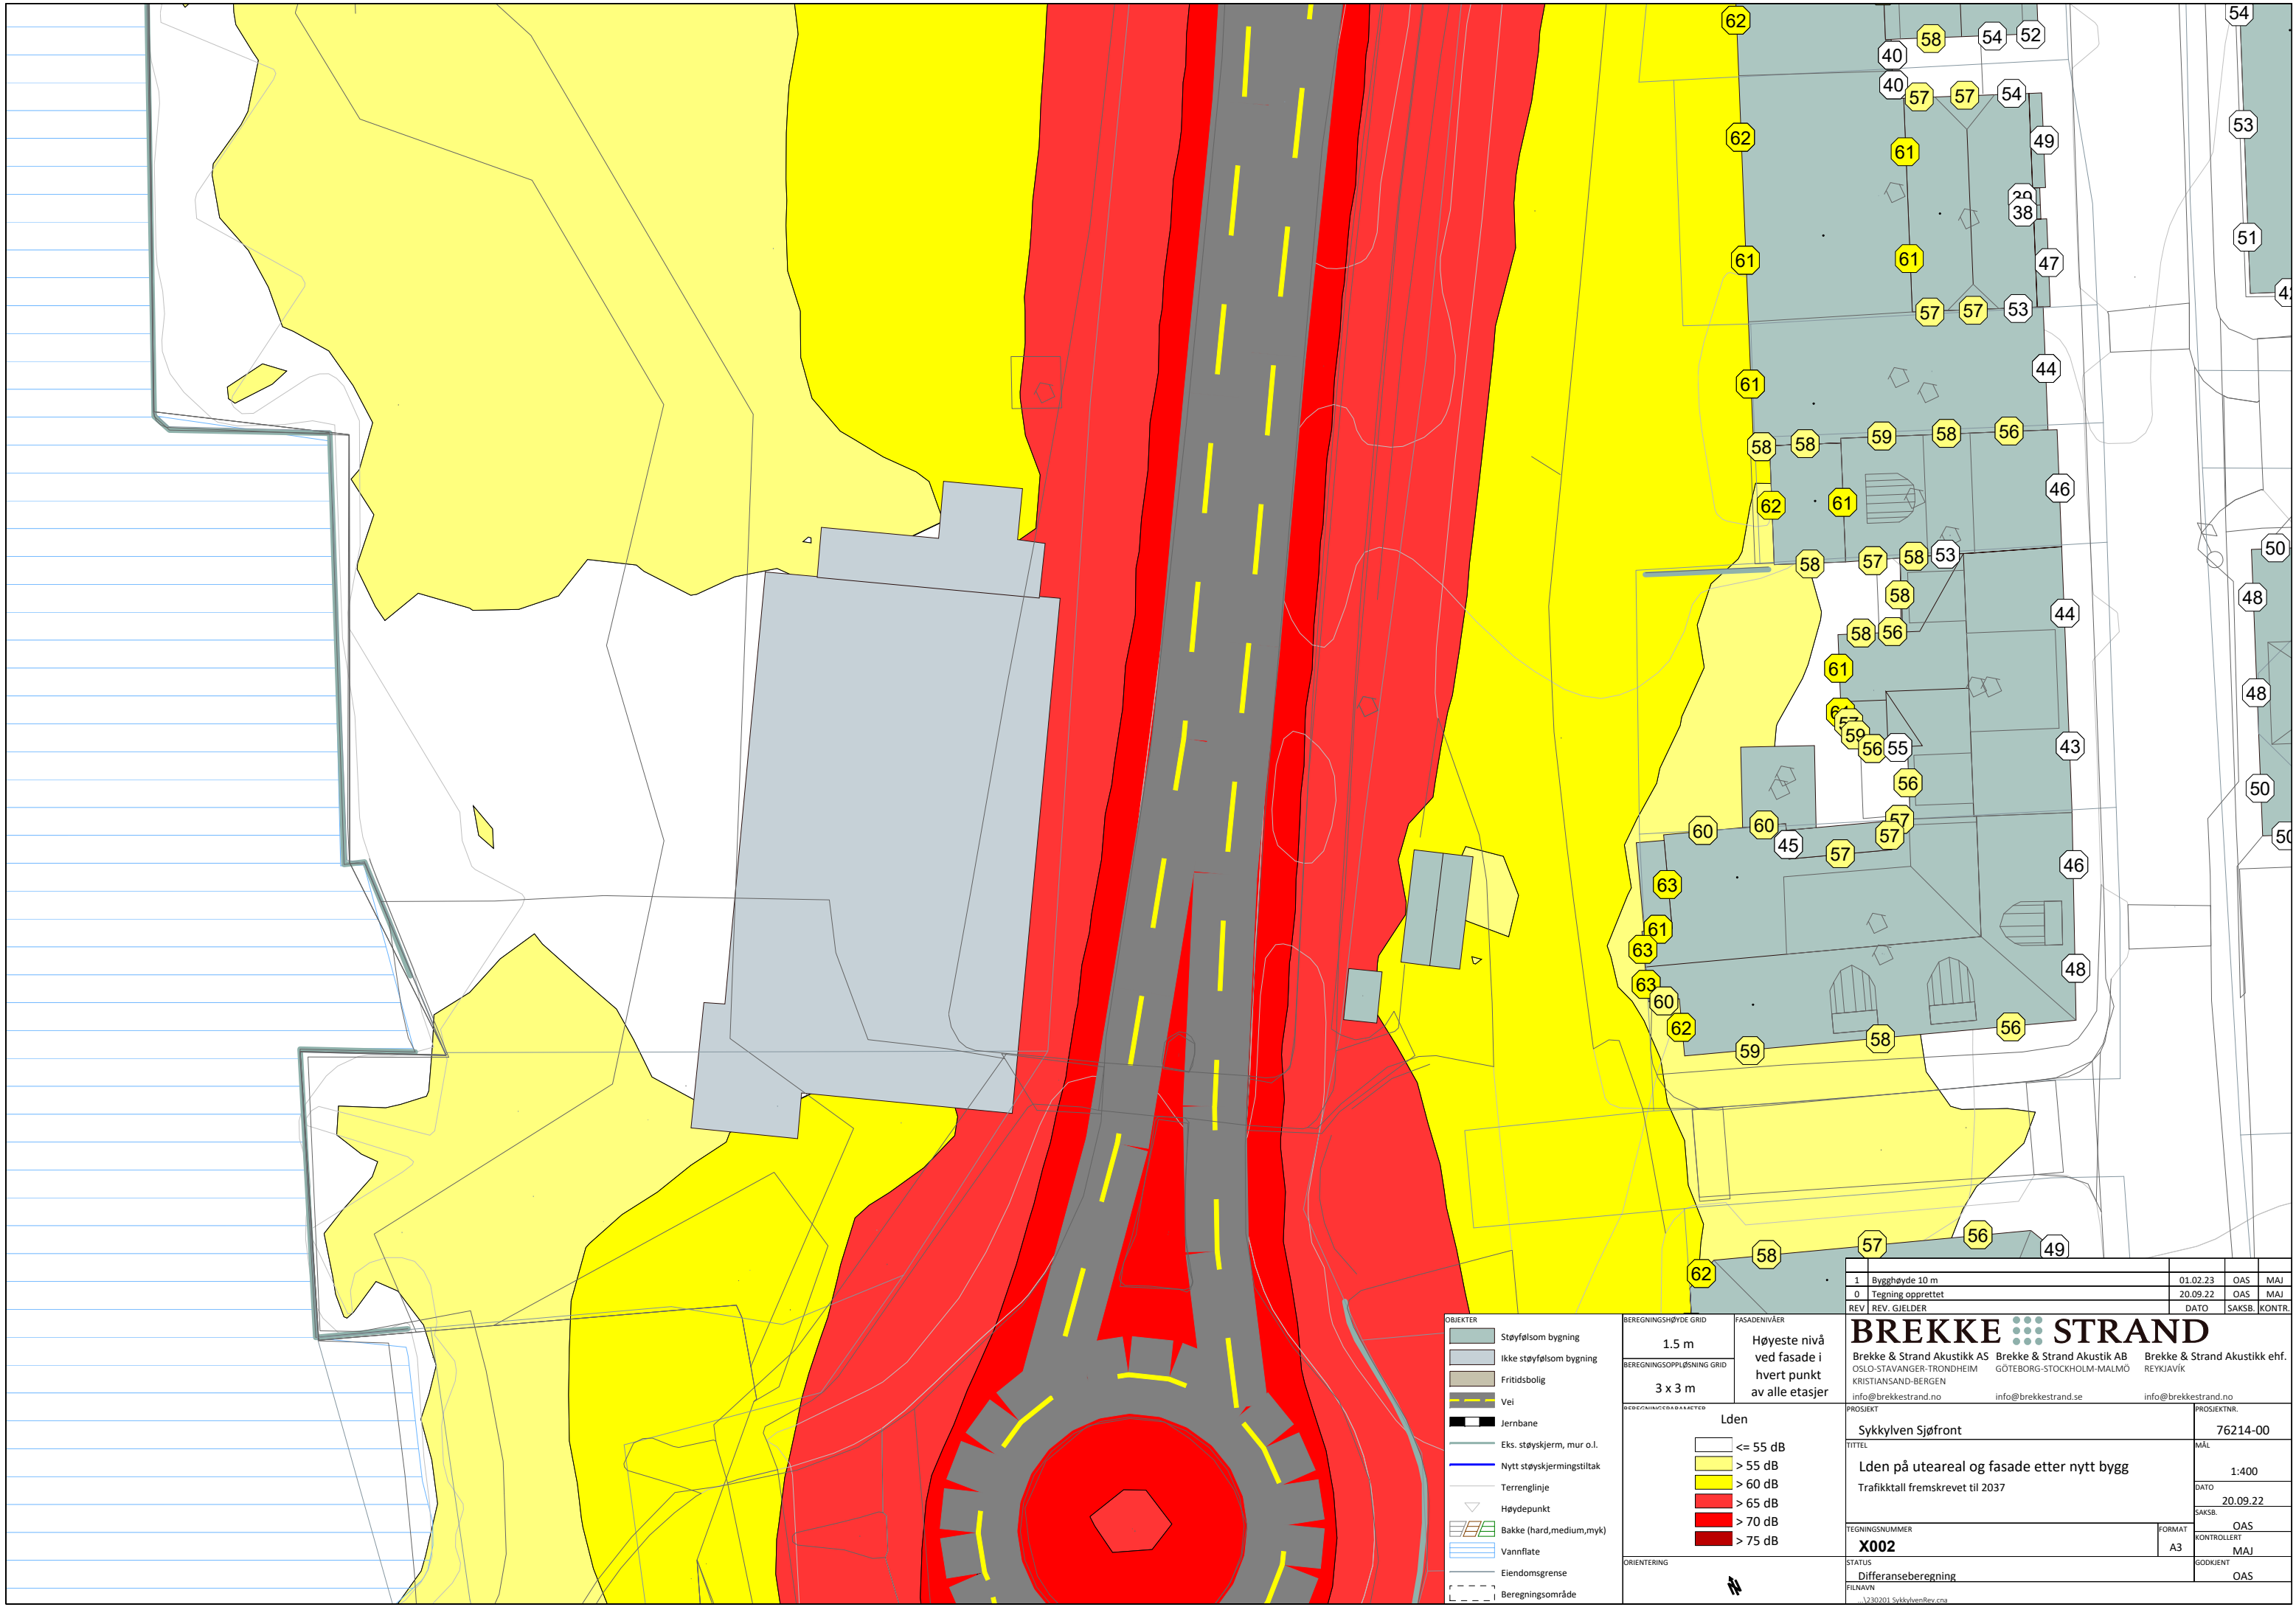 62
58
54
52
54
40
40
57
57
54
53
62
61
49
38
51
61
61
47
57
57
53
61
44
58
58
59
58
56
62
61
46
58
57
58
53
50
58
48
44
58
56
61
48
57
59
56
55
43
56
50
60
60
57
57
45
57
50
46
63
61
63
48
63
60
62
56
58
59
56
57
58
49
62
1 Bygghøyde 10 m 01.02.23 OAS MAJ
0 Tegning opprettet 20.09.22 OAS MAJ
REV REV. GJELDER DATO SAKSB. KONTR.
OBJEKTER
Støyfølsom bygning
Ikke støyfølsom bygning
Fritidsbolig
Vei
Jernbane
Eks. støyskjerm, mur o.l.
Nytt støyskjermingstiltak
Terrenglinje
Høydepunkt
Bakke (hard,medium,myk)
Vannflate
Eiendomsgrense
Beregningsområde
BEREGNINGSHØYDE GRID
1.5 m
BEREGNINGSOPPLØSNING GRID
3 x 3 m
FASADENIVÅER
Høyeste nivå
ved fasade i
hvert punkt
av alle etasjer
BEREGNINGSPARAMETER
Lden
<= 55 dB
> 55 dB
> 60 dB
> 65 dB
> 70 dB
> 75 dB
ORIENTERING
N
BREKKE STRAND
Brekke & Strand Akustikk AS Brekke & Strand Akustik AB Brekke & Strand Akustikk ehf.
OSLO-STAVANGER-TRONDHEIM GÖTEBORG-STOCKHOLM-MALMÖ REYKJAVÍK
KRISTIANSAND-BERGEN
info@brekkestrand.no info@brekkestrand.se info@brekkestrand.no
PROSJEKT
Sykkylven Sjøfront
PROSJEKTNR.
76214-00
TITTEL
Lden på uteareal og fasade etter nytt bygg
Trafikktall fremskrevet til 2037
MÅL
1:400
DATO
20.09.22
SAKSB.
OAS
TEGNINGSNUMMER
X002
FORMAT
A3
KONTROLLERT
MAJ
STATUS
Differanseberegning
GODKJENT
OAS
FILNAVN
...\230201 SykkylvenRev.cna